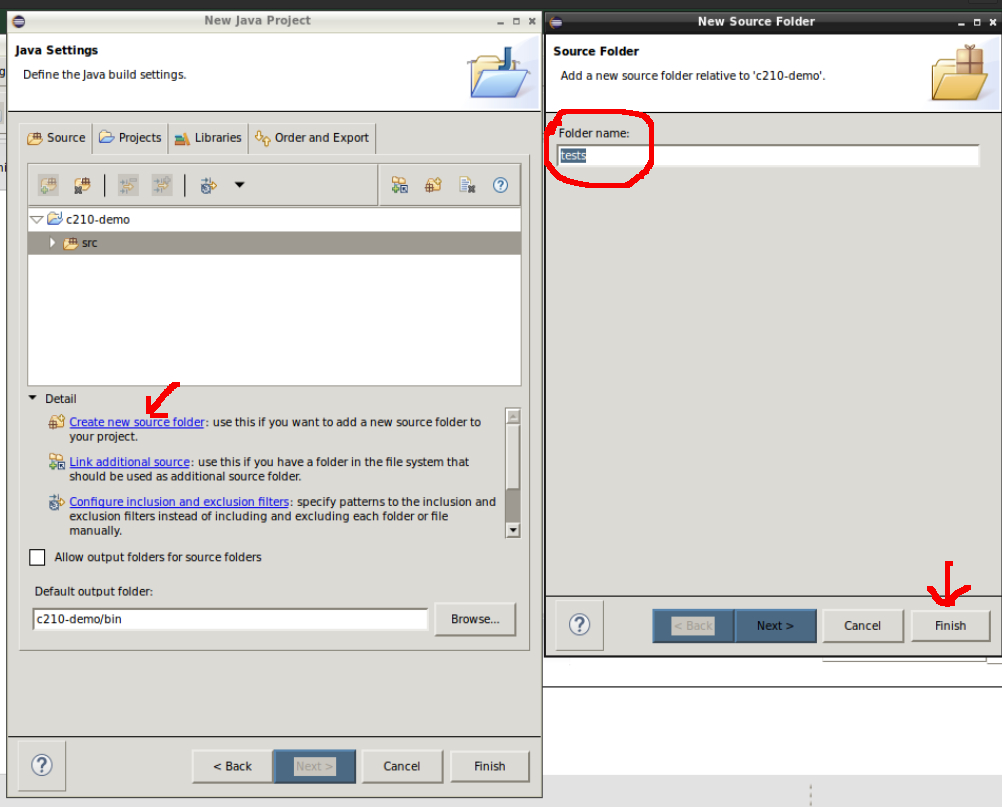 New Java Project
Java Settings
Define the Java build settings.
Source
Projects
Libraries
Order and Export
c210-demo
src
Detail
Create new source folder: use this if you want to add a new source folder to
your project.
Link additional source: use this if you have a folder in the file system that
should be used as additional source folder.
Configure inclusion and exclusion filters: specify patterns to the inclusion and
exclusion filters instead of including and excluding each folder or file
manually.
Allow output folders for source folders
Default output folder:
c210-demo/bin
Browse...
< Back
Next >
Cancel
Finish
New Source Folder
Source Folder
Add a new source folder relative to 'c210-demo'.
Folder name:
tests
< Back
Next >
Cancel
Finish